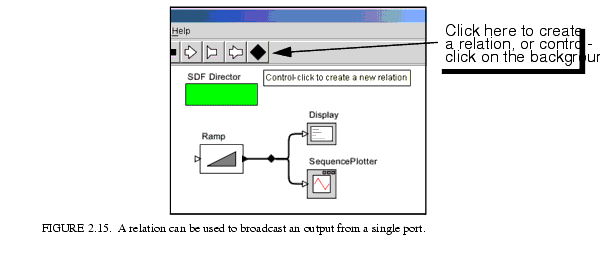 Help
Click here to create
a relation, or control-
click on the backgroun
SDF Director
Control-click to create a new relation
Display
Ramp
SequencePlotter
FIGURE 2.15. A relation can be used to broadcast an output from a single port.